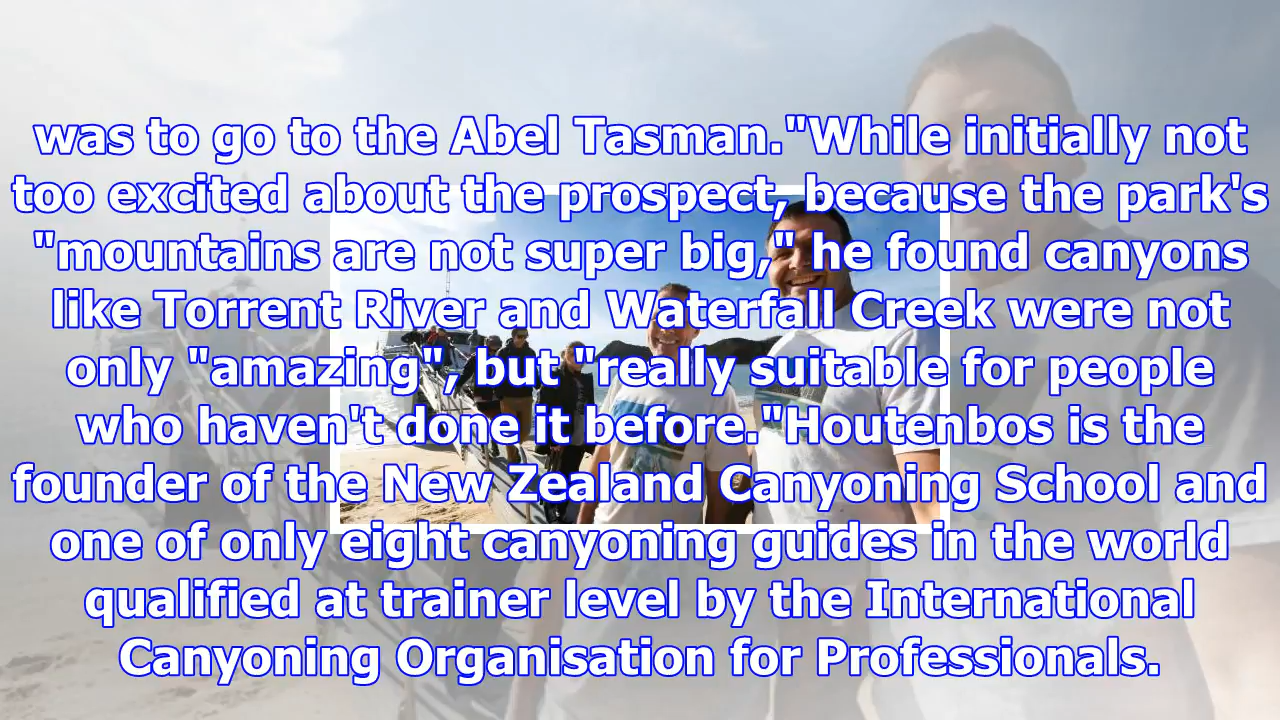 was to go to the Abel Tasman."While initially not
too excited about the prospect, because the park's
"mountains are not super big," he found canyons
like Torrent River and Waterfall Creek were not
only "amazing", but "really suitable for people
who haven't done it before."Houtenbos is the
founder of the New Zealand Canyoning School and
one of only eight canyoning guides in the world
qualified at trainer level by the International
Canyoning Organisation for Professionals.